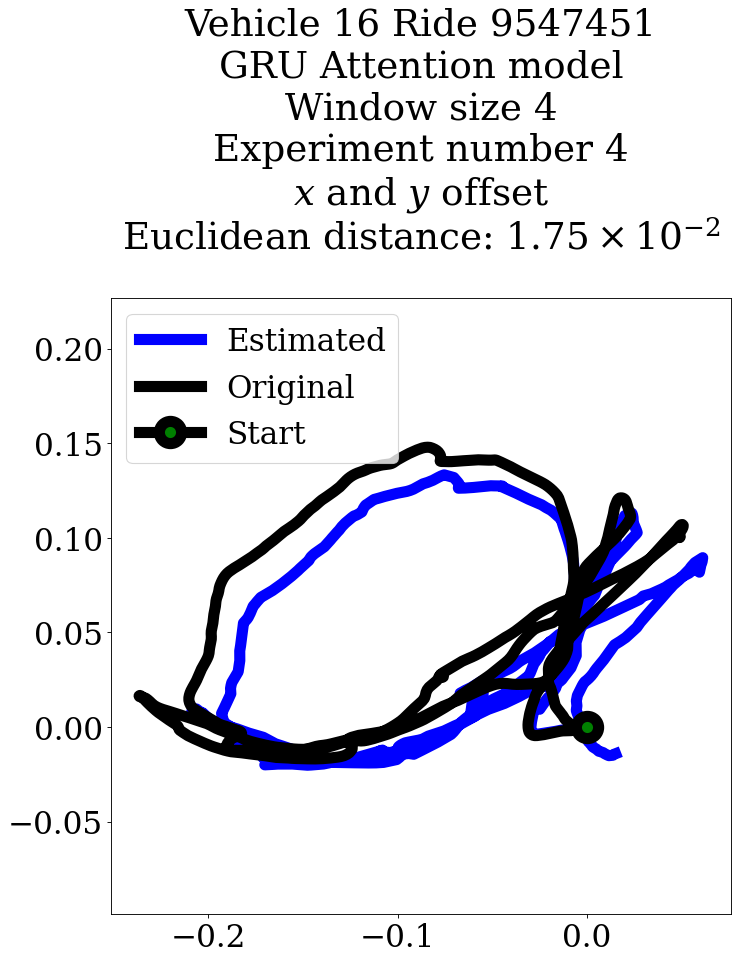 Vehicle 16 Ride 9547451
GRU Attention model
Window size 4
Experiment number 4
x and y offset
Euclidean distance: 1.75 × 10⁻²
Estimated
Original
Start
0.20
0.15
0.10
0.05
0.00
−0.05
−0.2
−0.1
0.0